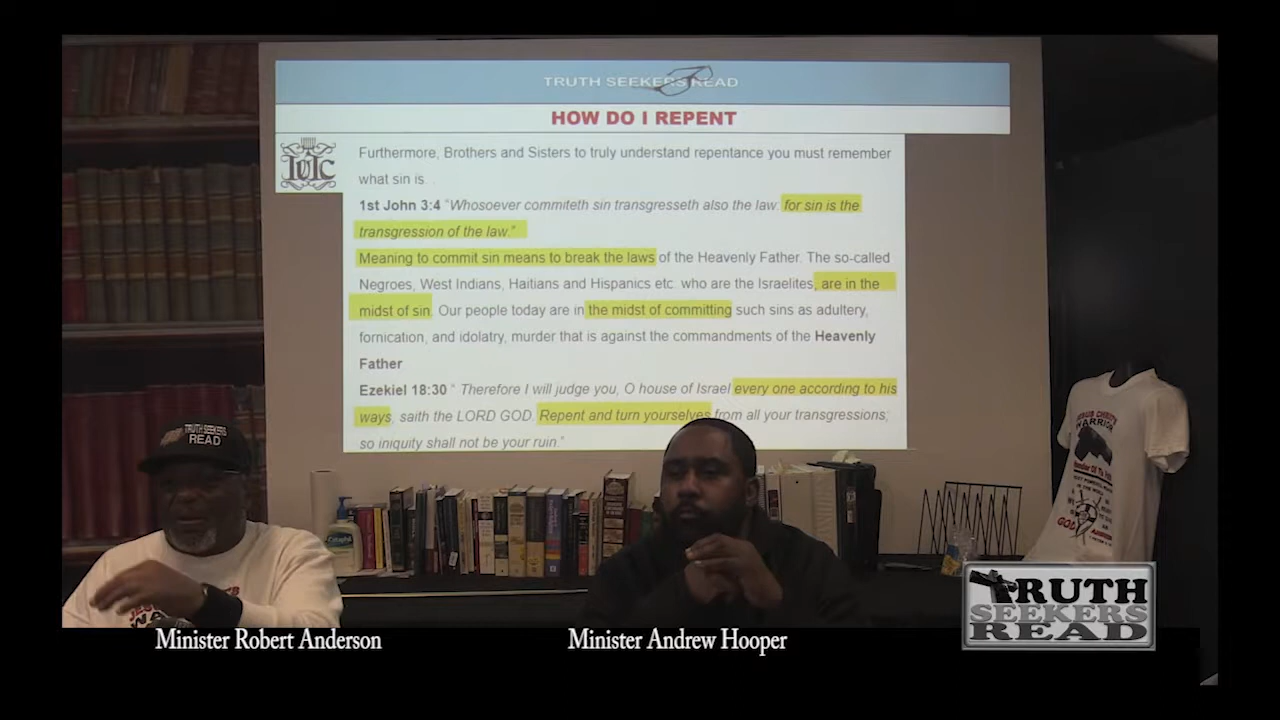 TRUTH SEEKERS READ
HOW DO I REPENT
IUIC
Furthermore, Brothers and Sisters to truly understand repentance you must remember
what sin is. .
1st John 3:4 “Whosoever commiteth sin transgresseth also the law: for sin is the
transgression of the law.”
Meaning to commit sin means to break the laws of the Heavenly Father. The so-called
Negroes, West Indians, Haitians and Hispanics etc. who are the Israelites, are in the
midst of sin. Our people today are in the midst of committing such sins as adultery,
fornication, and idolatry, murder that is against the commandments of the Heavenly
Father
Ezekiel 18:30 “ Therefore I will judge you, O house of Israel every one according to his
ways, saith the LORD GOD. Repent and turn yourselves from all your transgressions;
so iniquity shall not be your ruin.”
TRUTH SEEKERS
READ
Cetaphil
JESUS CHRIST
WARRIOR
GOD
Minister Robert Anderson
Minister Andrew Hooper
TRUTH
SEEKERS
READ